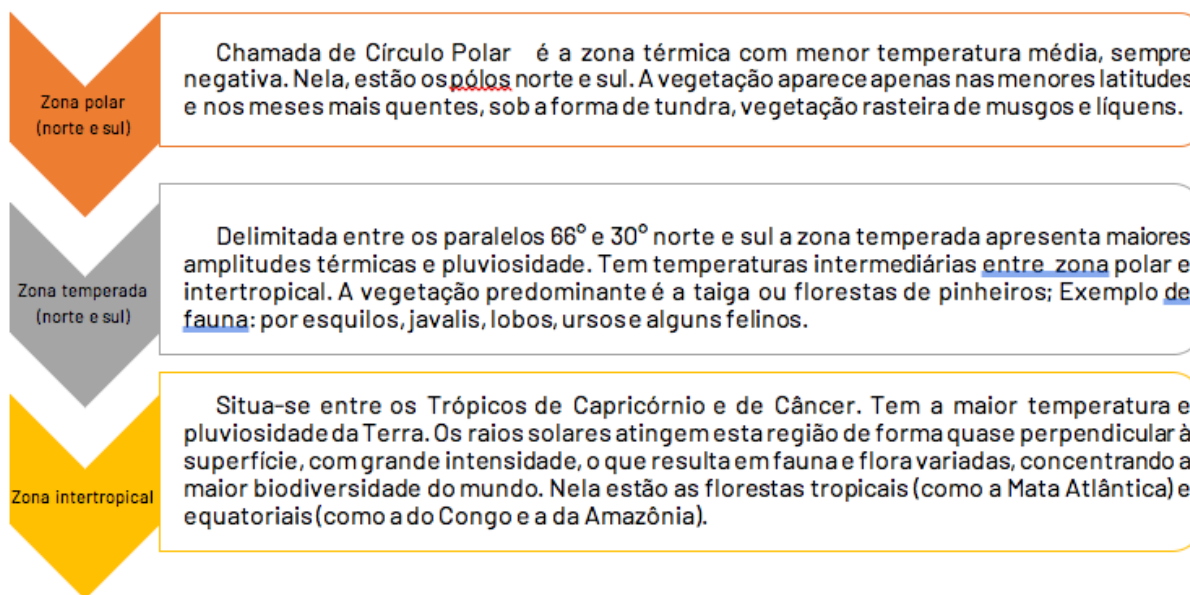 Zona polar
(norte e sul)
Chamada de Círculo Polar é a zona térmica com menor temperatura média, sempre
negativa. Nela, estão os pólos norte e sul. A vegetação aparece apenas nas menores latitudes
e nos meses mais quentes, sob a forma de tundra, vegetação rasteira de musgos e líquens.
Zona temperada
(norte e sul)
Delimitada entre os paralelos 66° e 30° norte e sul a zona temperada apresenta maiores
amplitudes térmicas e pluviosidade. Tem temperaturas intermediárias entre zona polar e
intertropical. A vegetação predominante é a taiga ou florestas de pinheiros; Exemplo de
fauna: por esquilos, javalis, lobos, ursos e alguns felinos.
Zona intertropical
Situa-se entre os Trópicos de Capricórnio e de Câncer. Tem a maior temperatura e
pluviosidade da Terra. Os raios solares atingem esta região de forma quase perpendicular à
superfície, com grande intensidade, o que resulta em fauna e flora variadas, concentrando a
maior biodiversidade do mundo. Nela estão as florestas tropicais (como a Mata Atlântica) e
equatoriais (como a do Congo e a da Amazônia).